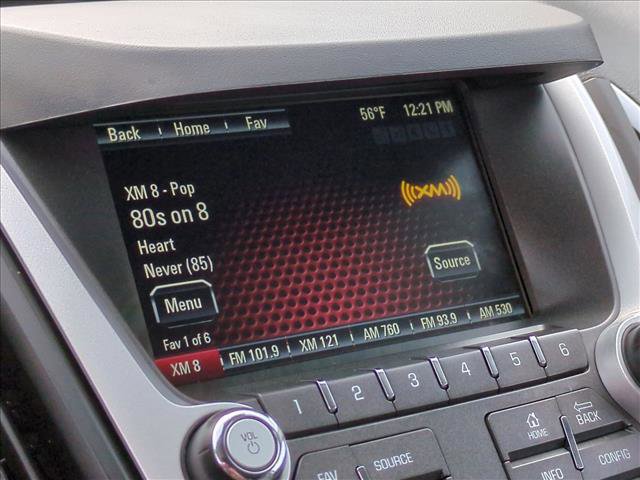 Back Home Fav 56°F 12:21 PM
XM 8 - Pop
80s on 8
((XM))
Heart
Never (85)
Source
Menu
Fav 1 of 6
XM 8 FM 101.9 XM 121 AM 760 FM 93.9 AM 530
1 2 3 4 5 6
VOL
FAV SOURCE HOME BACK
INFO CONFIG